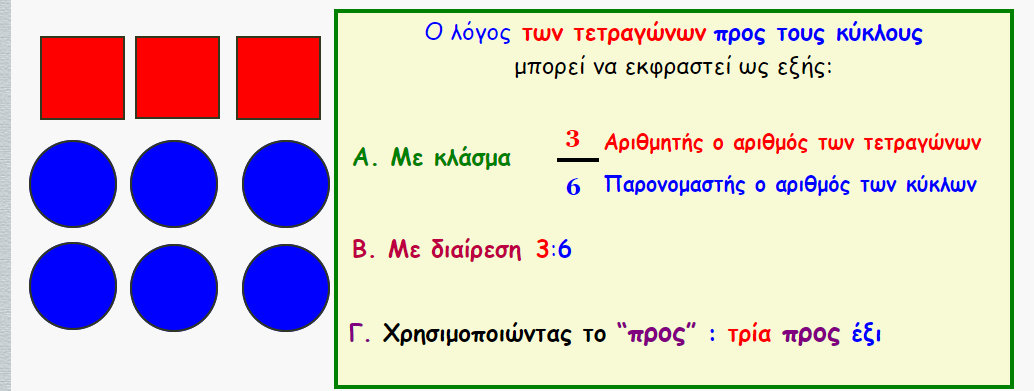 Ο λόγος των τετραγώνων προς τους κύκλους
μπορεί να εκφραστεί ως εξής:
Α. Με κλάσμα
3 Αριθμητής ο αριθμός των τετραγώνων
6 Παρονομαστής ο αριθμός των κύκλων
Β. Με διαίρεση 3:6
Γ. Χρησιμοποιώντας το “προς” : τρία προς έξι